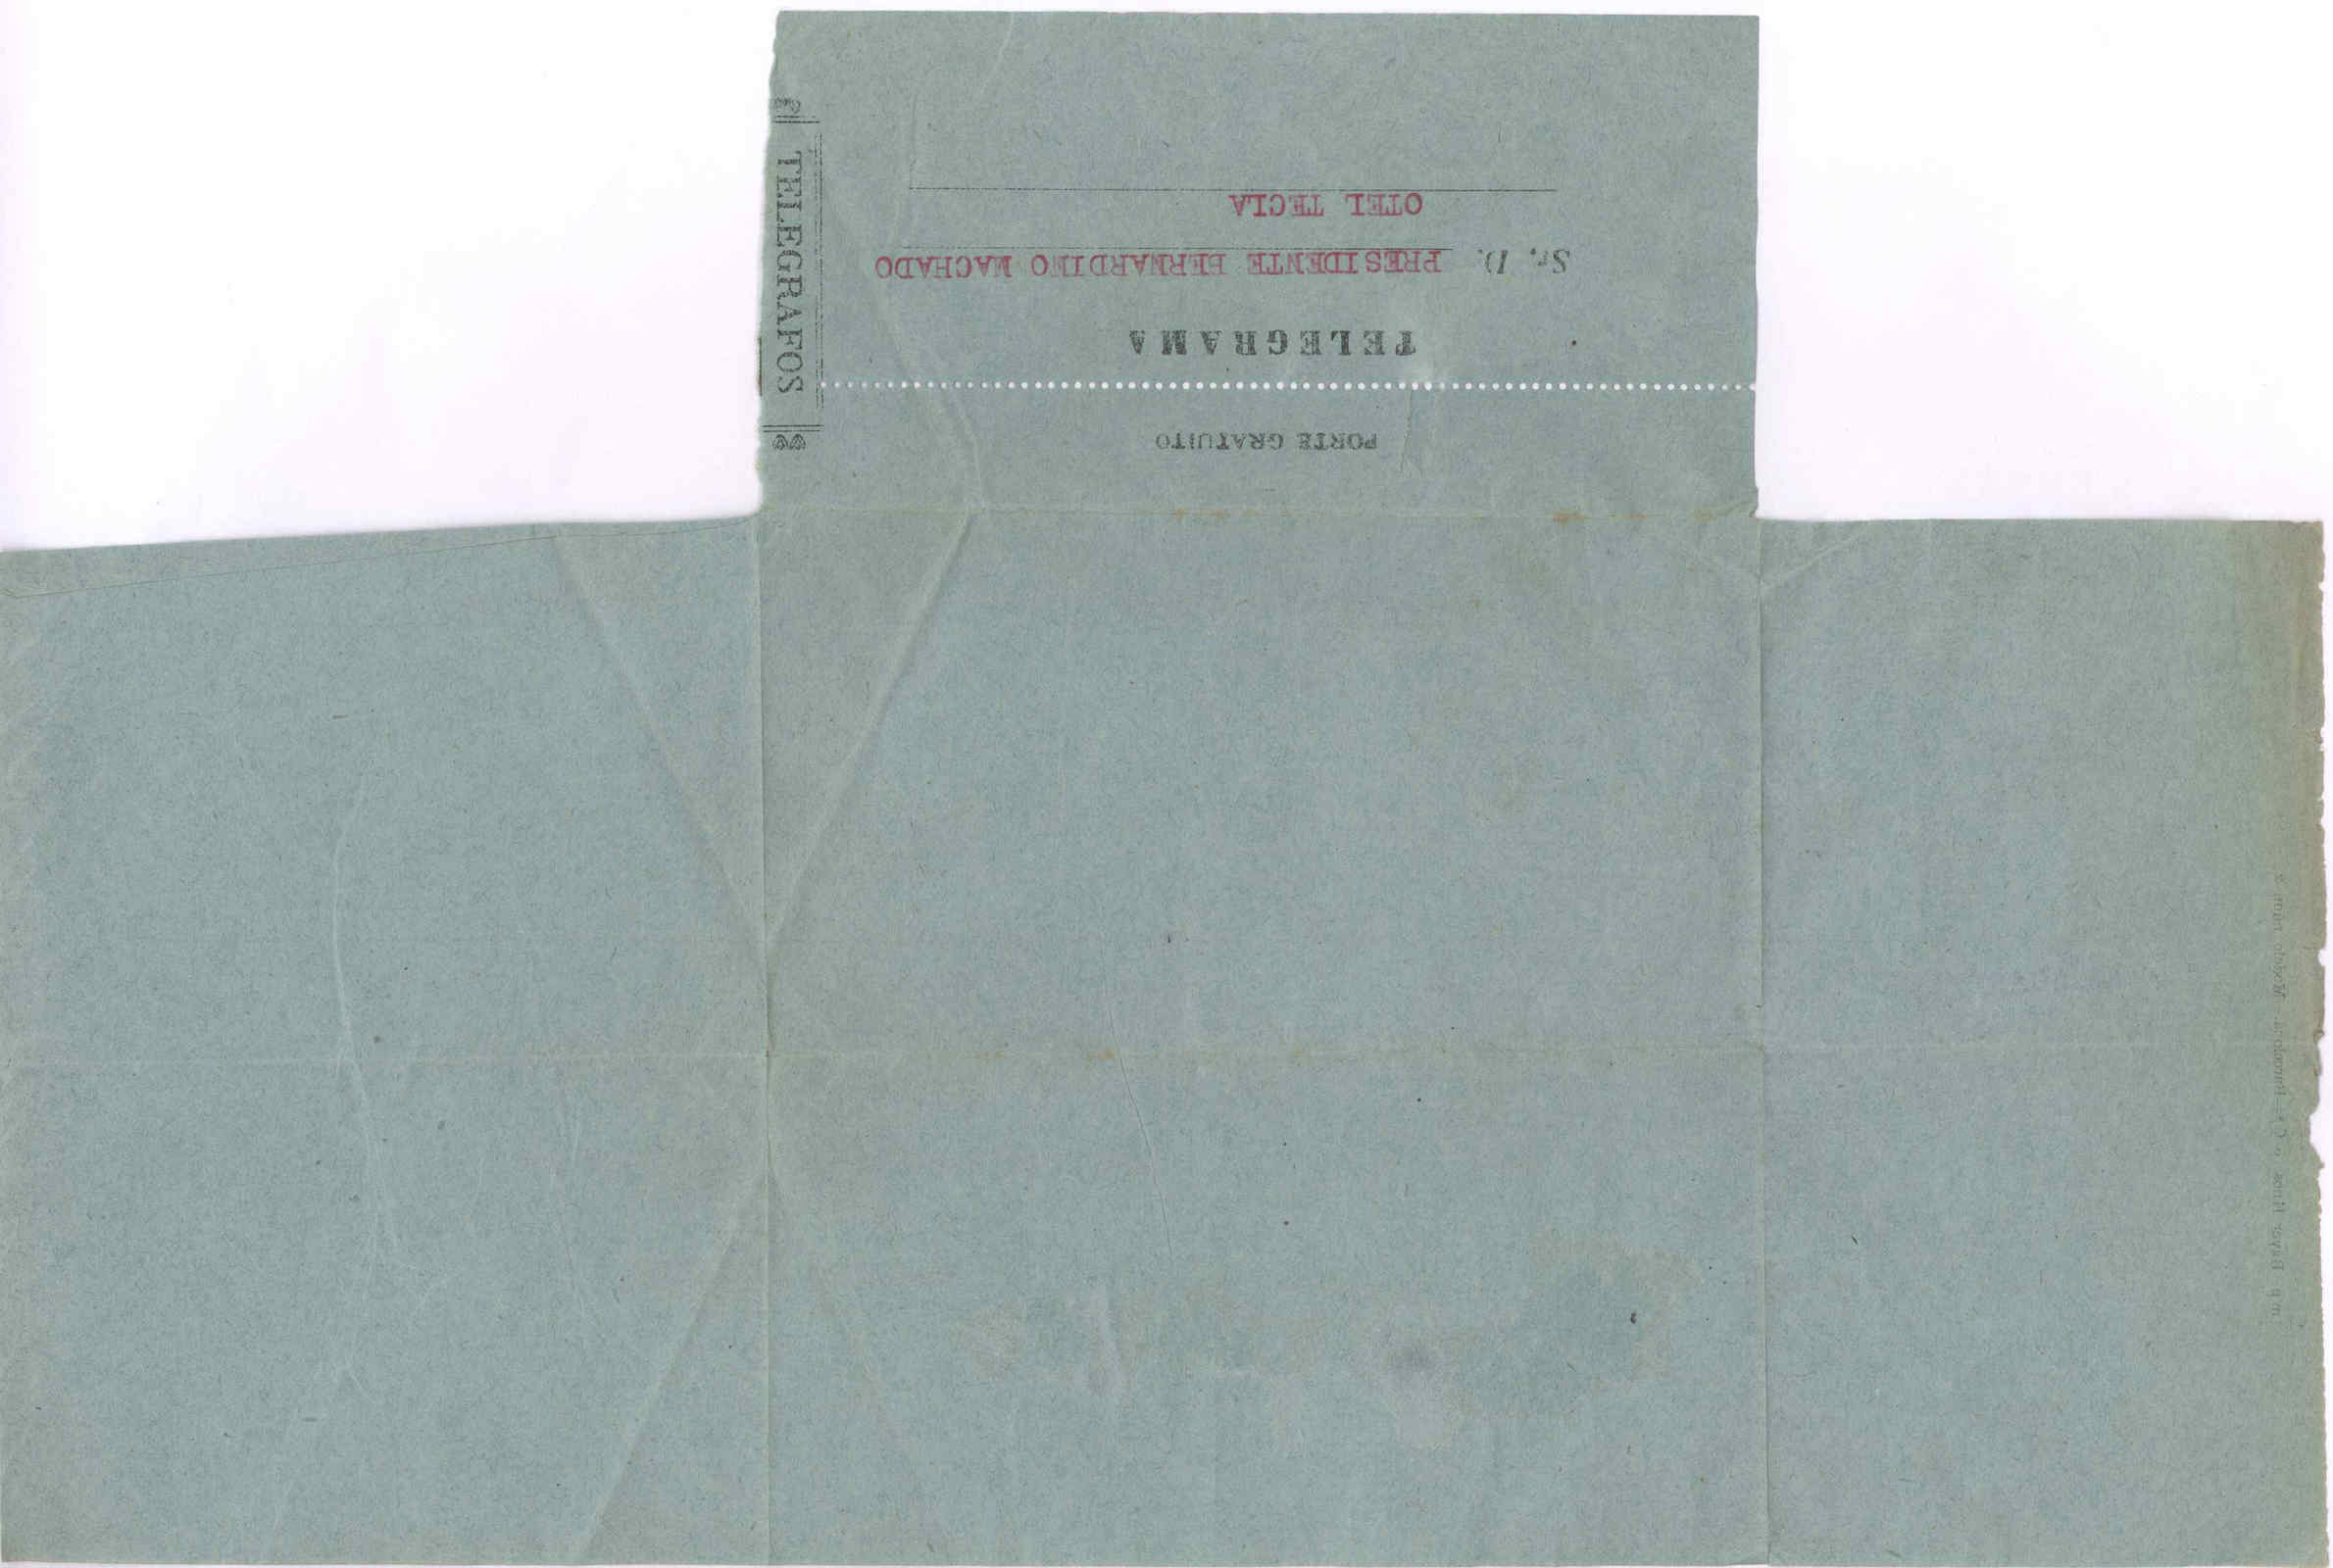 PORTE GRATUITO
TELEGRAMA
Sr. D. PRESIDENTE BERNARDINO MACHADO
OTEL TECLA
TELEGRAFOS